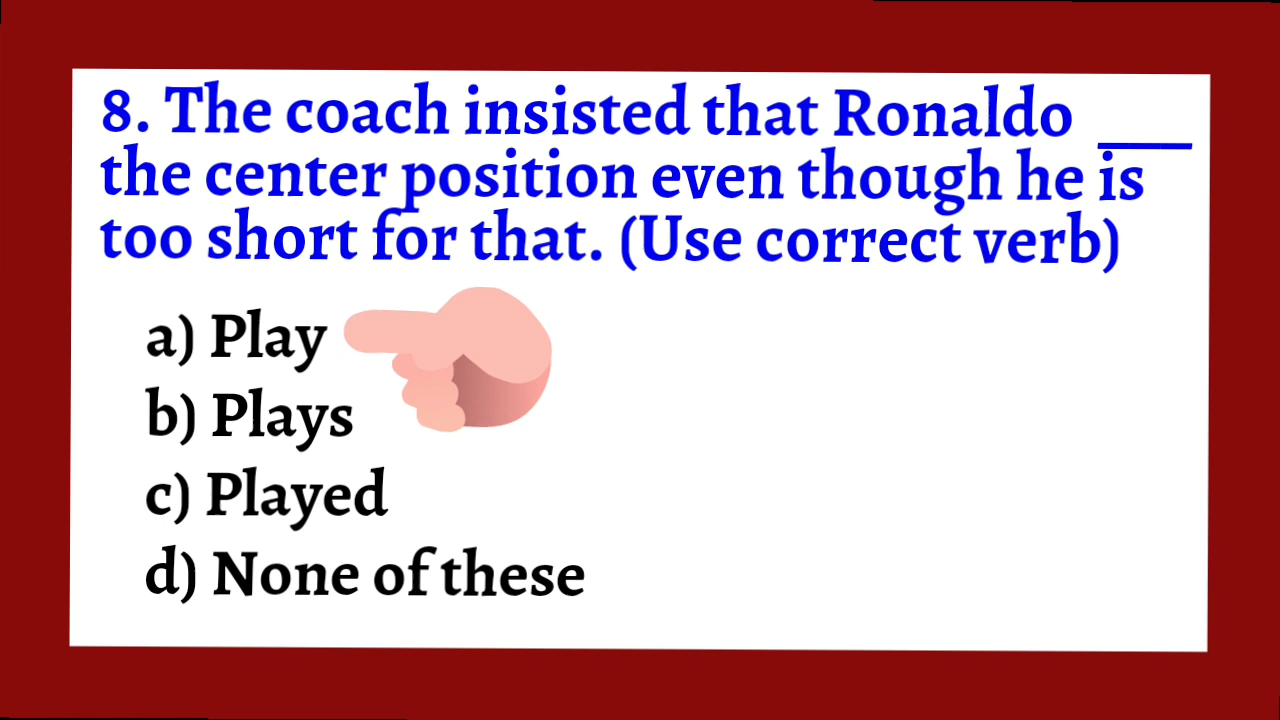 8. The coach insisted that Ronaldo ____
the center position even though he is
too short for that. (Use correct verb)
a) Play
b) Plays
c) Played
d) None of these